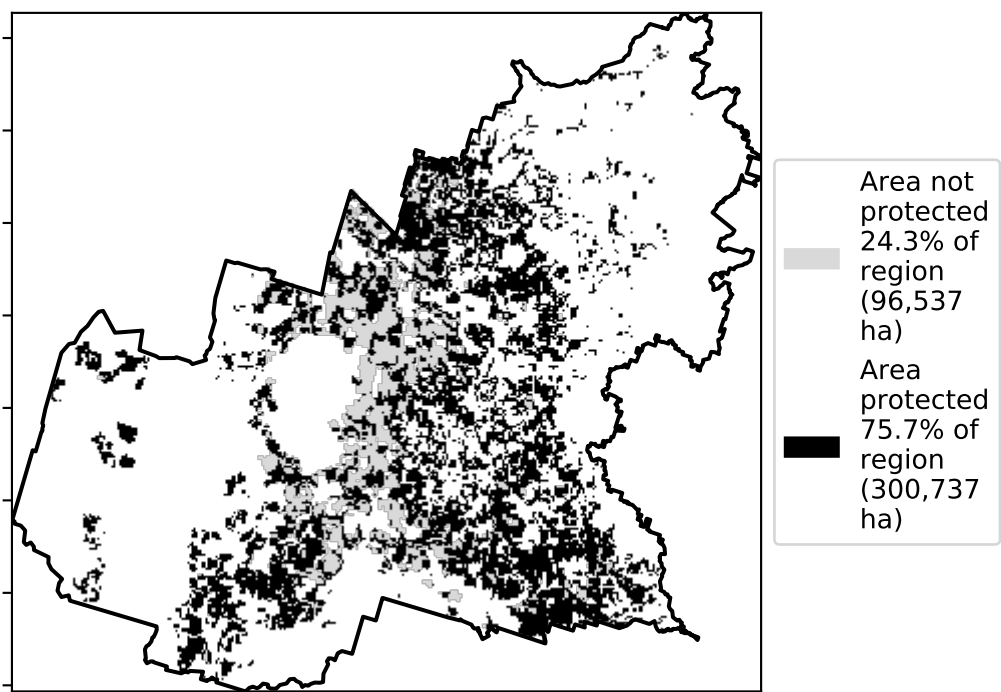 Area not
protected
24.3% of
region
(96,537
ha)
Area
protected
75.7% of
region
(300,737
ha)